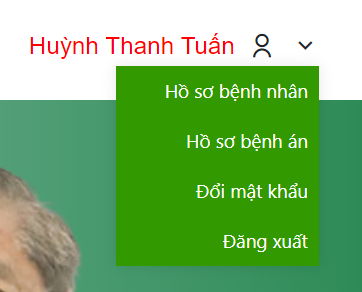 Huỳnh Thanh Tuấn
Hồ sơ bệnh nhân
Hồ sơ bệnh án
Đổi mật khẩu
Đăng xuất